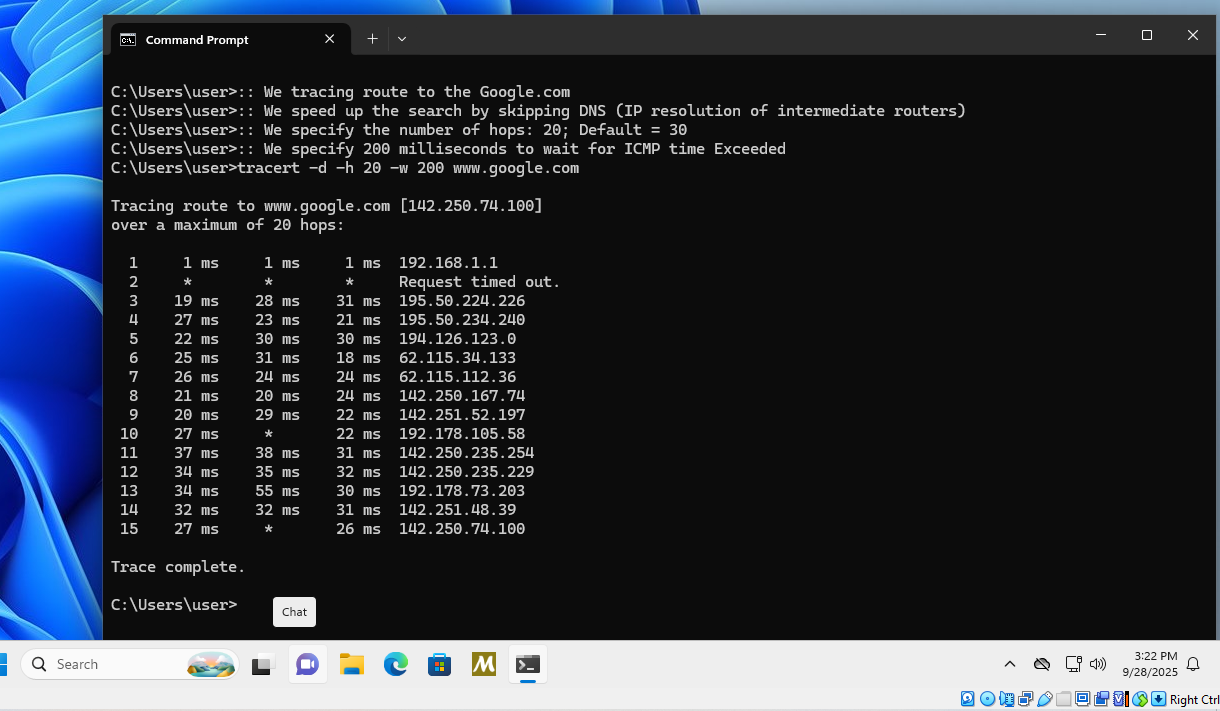 Command Prompt
C:\Users\user>:: We tracing route to the Google.com
C:\Users\user>:: We speed up the search by skipping DNS (IP resolution of intermediate routers)
C:\Users\user>:: We specify the number of hops: 20; Default = 30
C:\Users\user>:: We specify 200 milliseconds to wait for ICMP time Exceeded
C:\Users\user>tracert -d -h 20 -w 200 www.google.com
Tracing route to www.google.com [142.250.74.100]
over a maximum of 20 hops:
1 1 ms 1 ms 1 ms 192.168.1.1
2 * * * Request timed out.
3 19 ms 28 ms 31 ms 195.50.224.226
4 27 ms 23 ms 21 ms 195.50.234.240
5 22 ms 30 ms 30 ms 194.126.123.0
6 25 ms 31 ms 18 ms 62.115.34.133
7 26 ms 24 ms 24 ms 62.115.112.36
8 21 ms 20 ms 24 ms 142.250.167.74
9 20 ms 29 ms 22 ms 142.251.52.197
10 27 ms * 22 ms 192.178.105.58
11 37 ms 38 ms 31 ms 142.250.235.254
12 34 ms 35 ms 32 ms 142.250.235.229
13 34 ms 55 ms 30 ms 192.178.73.203
14 32 ms 32 ms 31 ms 142.251.48.39
15 27 ms * 26 ms 142.250.74.100
Trace complete.
C:\Users\user>
Chat
Search
M
3:22 PM
9/28/2025
Right Ctrl